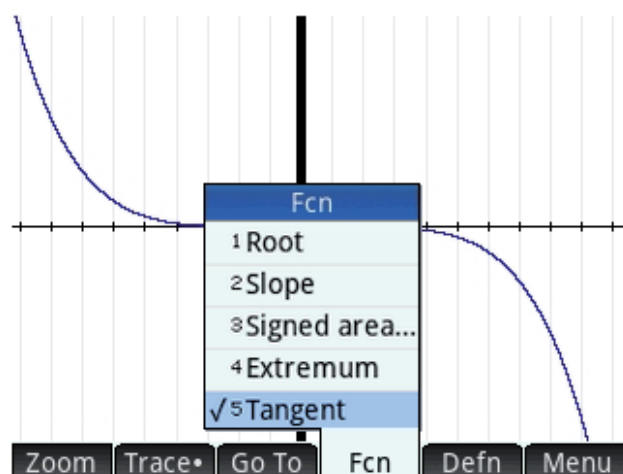 Fcn
1 Root
2 Slope
3 Signed area...
4 Extremum
√ 5 Tangent
Zoom Trace• Go To Fcn Defn Menu